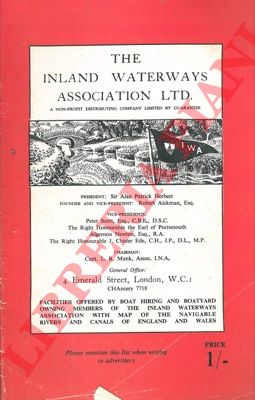 THE
INLAND WATERWAYS
ASSOCIATION LTD.
A NON-PROFIT DISTRIBUTING COMPANY LIMITED BY GUARANTEE
IWA
PRESIDENT: Sir Alan Patrick Herbert
FOUNDER AND VICE-PRESIDENT: Robert Aickman, Esq.
VICE-PRESIDENTS:
Peter Scott, Esq., C.B.E., D.S.C.
The Right Honourable the Earl of Portsmouth
Algernon Newton, Esq., R.A.
The Right Honourable J. Chuter Ede, C.H., J.P., D.L., M.P.
CHAIRMAN:
Capt. L. R. Munk, Assoc. I.N.A.
General Office:
4 Emerald Street, London, W.C.1
CHAncery 7718
FACILITIES OFFERED BY BOAT HIRING AND BOATYARD
OWNING MEMBERS OF THE INLAND WATERWAYS
ASSOCIATION WITH MAP OF THE NAVIGABLE
RIVERS AND CANALS OF ENGLAND AND WALES
Please mention this list when writing
to advertisers
PRICE
1/-